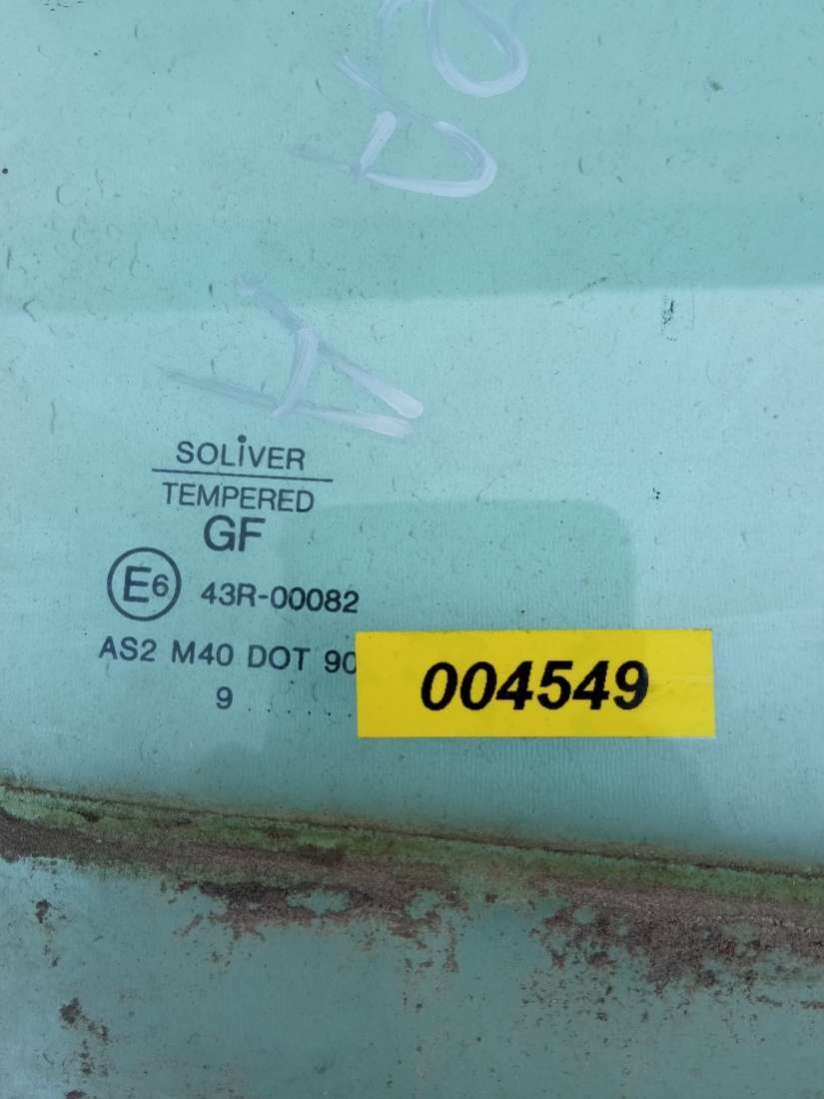 SOLiVER
TEMPERED
GF
E6 43R-00082
AS2 M40 DOT 90
9 . . . . . .
004549